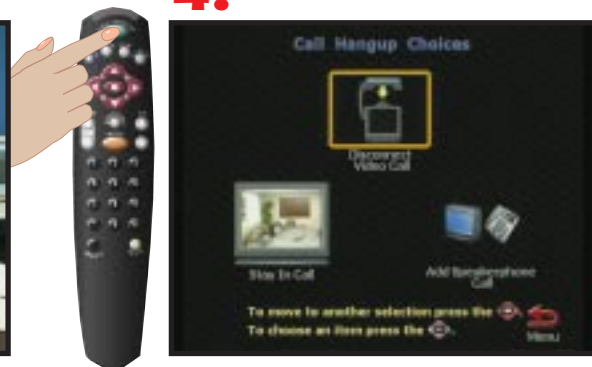 4.
Call Hangup Choices
Disconnect
Video Call
Stay In Call
Add Speakerphone
Call
To move to another selection press the
To choose an item press the .
Menu